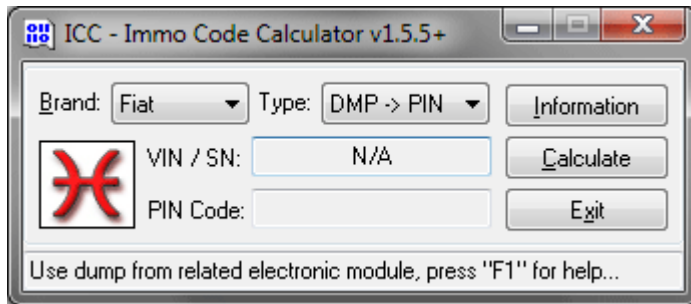 ICC - Immo Code Calculator v1.5.5+
Brand: Fiat Type: DMP -> PIN Information
VIN / SN: N/A Calculate
PIN Code: Exit
Use dump from related electronic module, press "F1" for help...